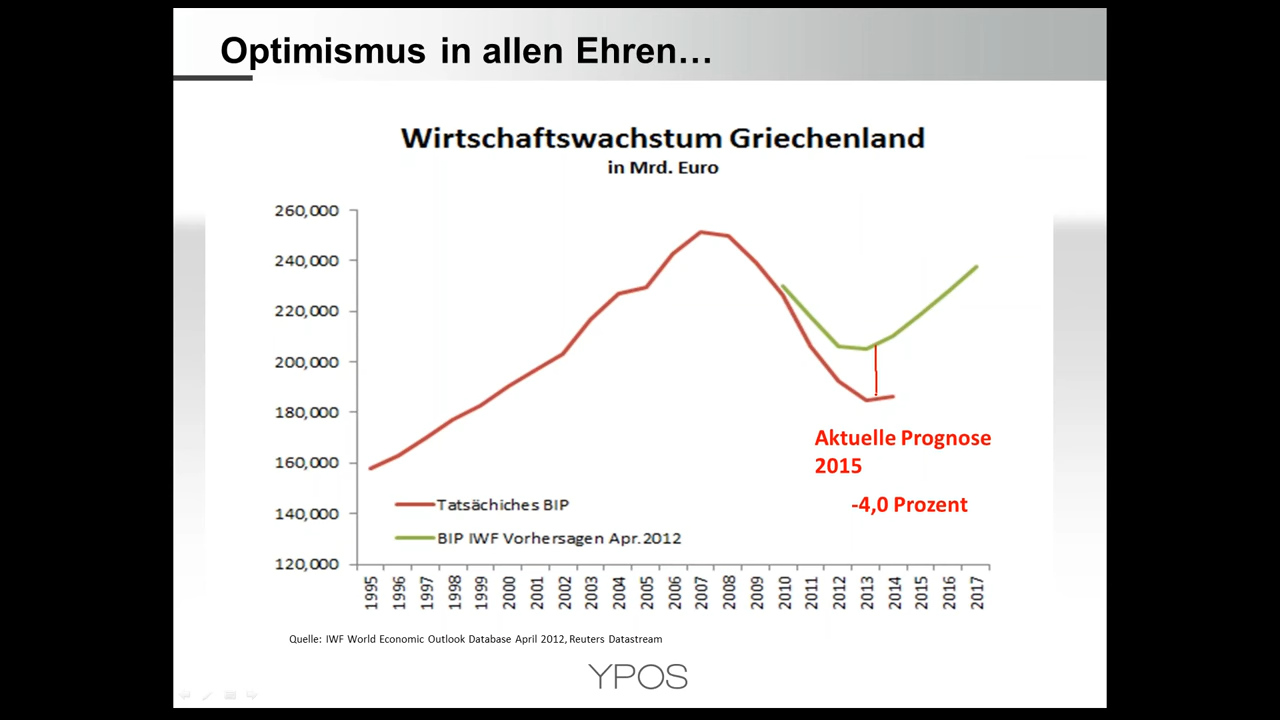 Optimismus in allen Ehren…
Wirtschaftswachstum Griechenland
in Mrd. Euro
260,000
240,000
220,000
200,000
180,000
160,000
140,000
120,000
Aktuelle Prognose
2015
-4,0 Prozent
Tatsächiches BIP
BIP IWF Vorhersagen Apr.2012
1995 1996 1997 1998 1999 2000 2001 2002 2003 2004 2005 2006 2007 2008 2009 2010 2011 2012 2013 2014 2015 2016 2017
Quelle: IWF World Economic Outlook Database April 2012, Reuters Datastream
YPOS